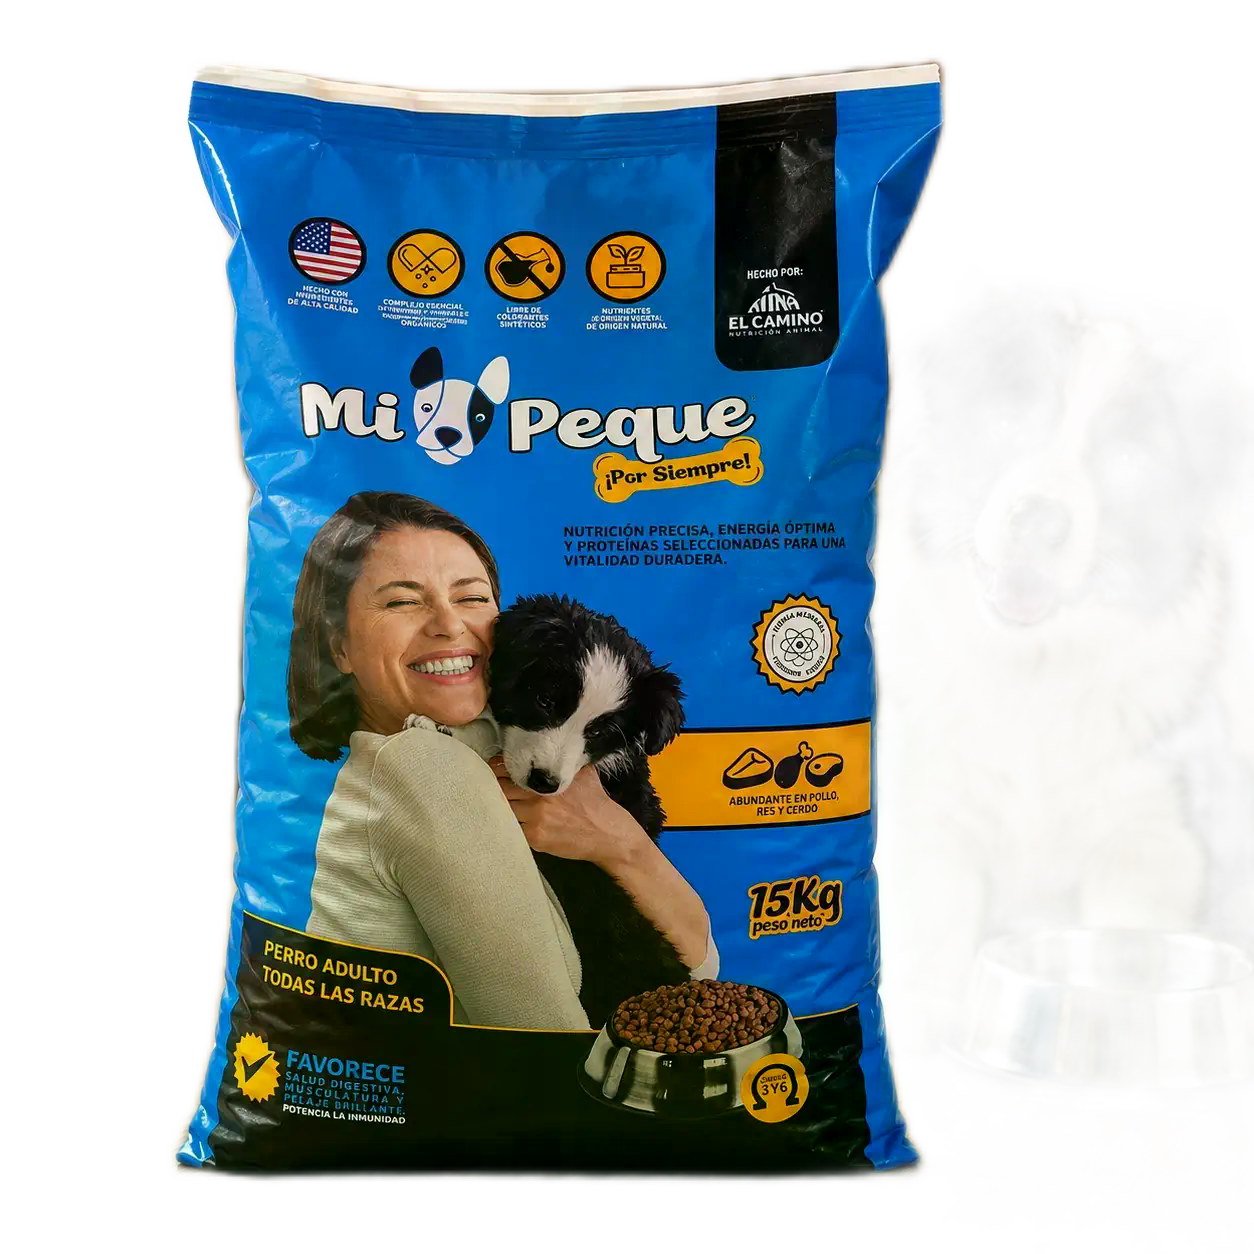 HECHO CON
INGREDIENTES
DE ALTA CALIDAD
COMPLEJO ESENCIAL
ORGÁNICOS
LIBRE DE
COLORANTES
SINTÉTICOS
NUTRIENTES
DE ORIGEN VEGETAL
DE ORIGEN NATURAL
HECHO POR:
EL CAMINO
NUTRICIÓN ANIMAL
Mi Peque
¡Por Siempre!
NUTRICIÓN PRECISA, ENERGÍA ÓPTIMA
Y PROTEÍNAS SELECCIONADAS PARA UNA
VITALIDAD DURADERA.
ABUNDANTE EN POLLO,
RES Y CERDO
15Kg
peso neto
PERRO ADULTO
TODAS LAS RAZAS
FAVORECE
SALUD DIGESTIVA,
MUSCULATURA Y
PELAJE BRILLANTE.
POTENCIA LA INMUNIDAD
3Y6